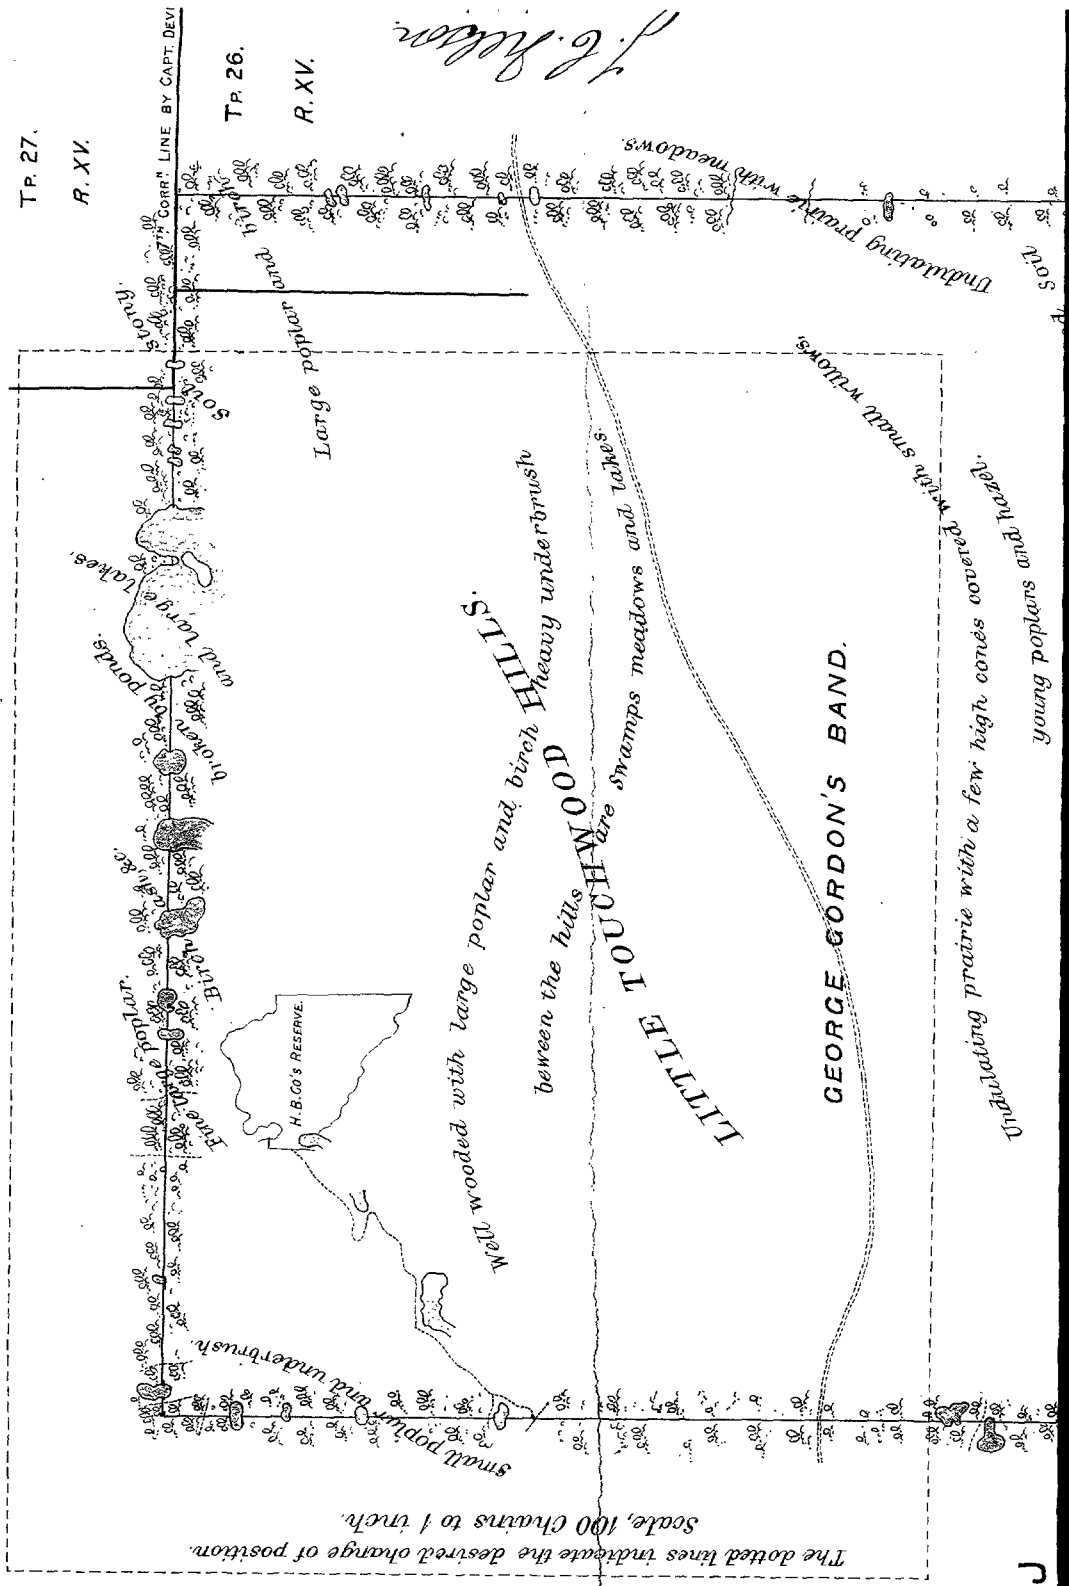 TP. 27.
R. XV.
7TH CORRN LINE BY CAPT. DEVI
TP. 26.
R. XV.
J. C. Nelson.
Soil stony.
Large poplar and birch.
and large lakes.
broken by ponds.
Birch ash, &c.
Fine large poplar.
H.B.CO'S RESERVE.
Small poplar and underbrush.
Well wooded with large poplar and birch heavy underbrush
beween the hills are Swamps meadows and lakes
LITTLE TOUCHWOOD HILLS.
GEORGE GORDON'S BAND.
Undulating prairie with meadows.
Soil
Undulating prairie with a few high cones covered with small willows,
young poplars and hazel.
The dotted lines indicate the desired change of position.
Scale, 100 Chains to 1 inch.
J